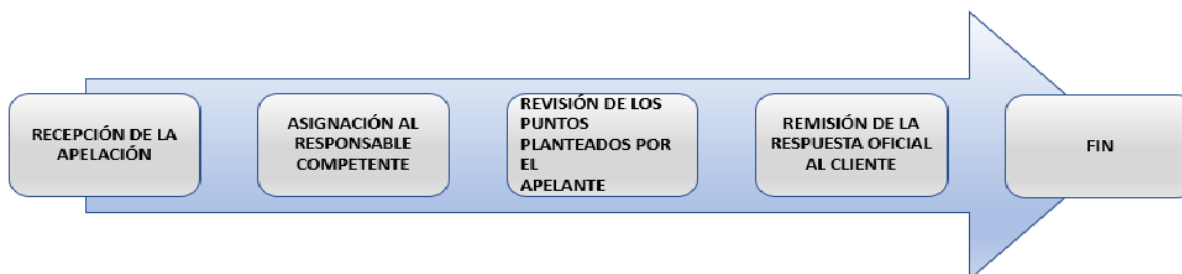 RECEPCIÓN DE LA
APELACIÓN
ASIGNACIÓN AL
RESPONSABLE
COMPETENTE
REVISIÓN DE LOS
PUNTOS
PLANTEADOS POR
EL
APELANTE
REMISIÓN DE LA
RESPUESTA OFICIAL
AL CLIENTE
FIN